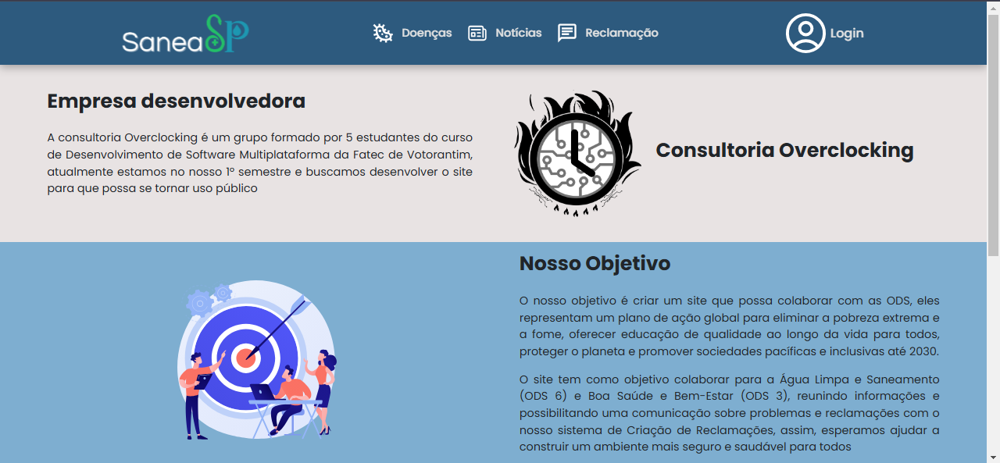 SaneaSP
Doenças
Notícias
Reclamação
Login
Empresa desenvolvedora
A consultoria Overclocking é um grupo formado por 5 estudantes do curso
de Desenvolvimento de Software Multiplataforma da Fatec de Votorantim,
atualmente estamos no nosso 1º semestre e buscamos desenvolver o site
para que possa se tornar uso público
Consultoria Overclocking
Nosso Objetivo
O nosso objetivo é criar um site que possa colaborar com as ODS, eles
representam um plano de ação global para eliminar a pobreza extrema e
a fome, oferecer educação de qualidade ao longo da vida para todos,
proteger o planeta e promover sociedades pacíficas e inclusivas até 2030.
O site tem como objetivo colaborar para a Água Limpa e Saneamento
(ODS 6) e Boa Saúde e Bem-Estar (ODS 3), reunindo informações e
possibilitando uma comunicação sobre problemas e reclamações com o
nosso sistema de Criação de Reclamações, assim, esperamos ajudar a
construir um ambiente mais seguro e saudável para todos